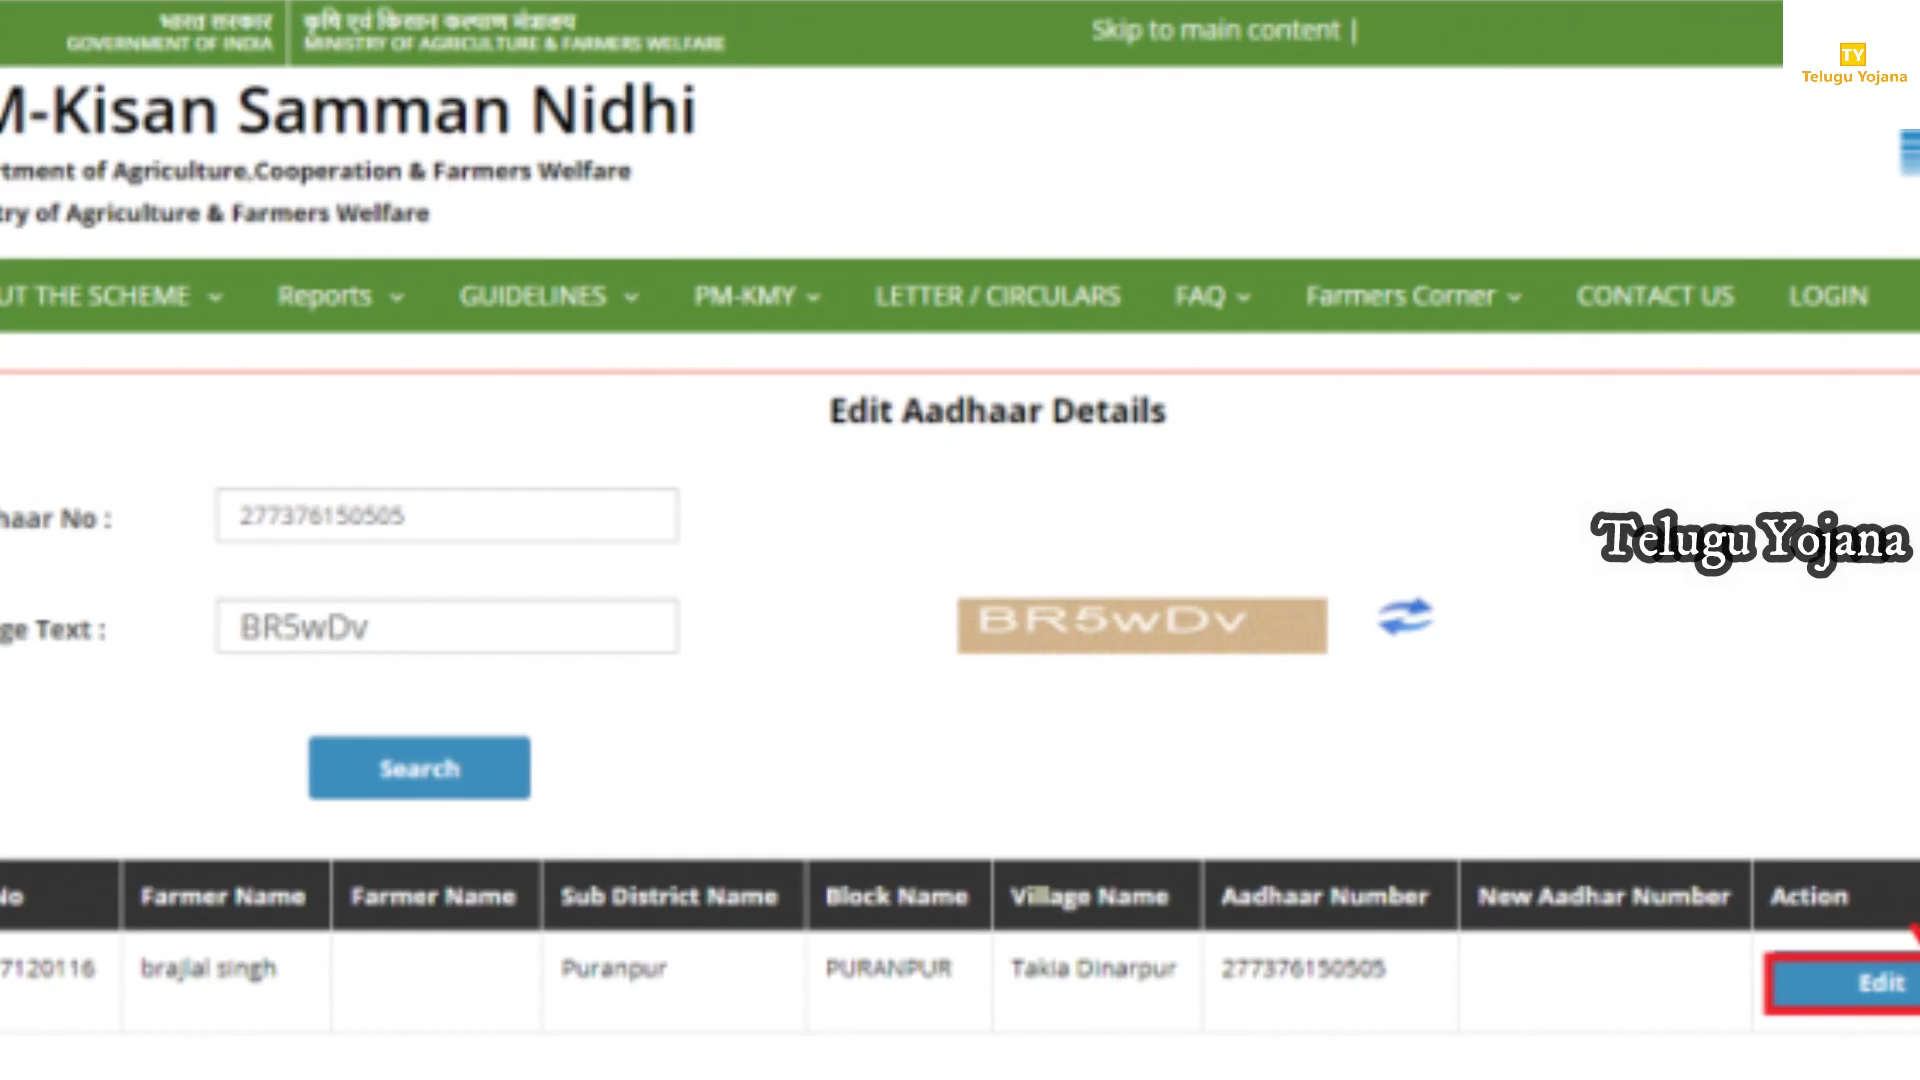 भारत सरकार
GOVERNMENT OF INDIA
कृषि एवं किसान कल्याण मंत्रालय
MINISTRY OF AGRICULTURE & FARMERS WELFARE
Skip to main content |
TY
Telugu Yojana
M-Kisan Samman Nidhi
rtment of Agriculture,Cooperation & Farmers Welfare
try of Agriculture & Farmers Welfare
UT THE SCHEME Reports GUIDELINES PM-KMY LETTER / CIRCULARS FAQ Farmers Corner CONTACT US LOGIN
Edit Aadhaar Details
haar No : 277376150505
Telugu Yojana
ge Text : BR5wDv BR5wDv
Search
No Farmer Name Farmer Name Sub District Name Block Name Village Name Aadhaar Number New Aadhar Number Action
7120116 brajlal singh Puranpur PURANPUR Takia Dinarpur 277376150505 Edit